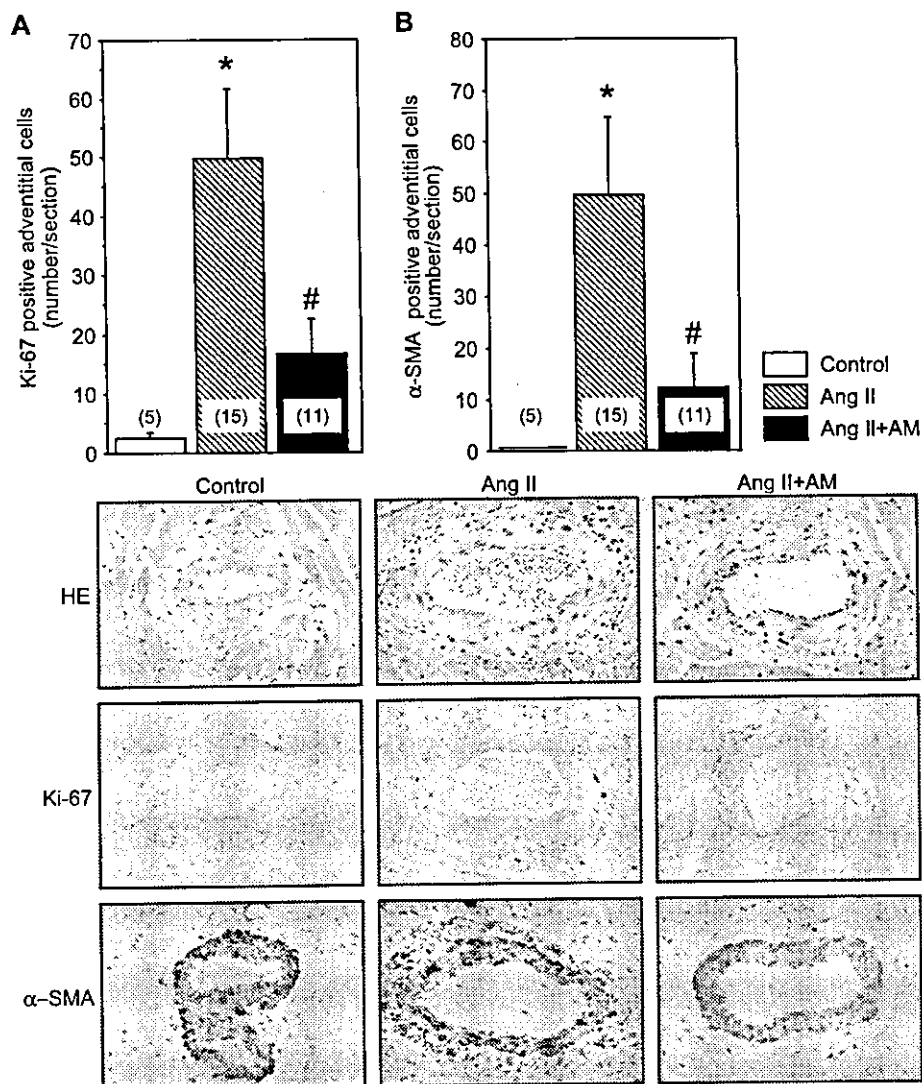 A
Ki-67 positive adventitial cells
(number/section)
70
60
50
40
30
20
10
0
*
#
(5)
(15)
(11)
B
α-SMA positive adventitial cells
(number/section)
80
70
60
50
40
30
20
10
0
*
#
(5)
(15)
(11)
Control
Ang II
Ang II+AM
Control
Ang II
Ang II+AM
HE
Ki-67
α–SMA